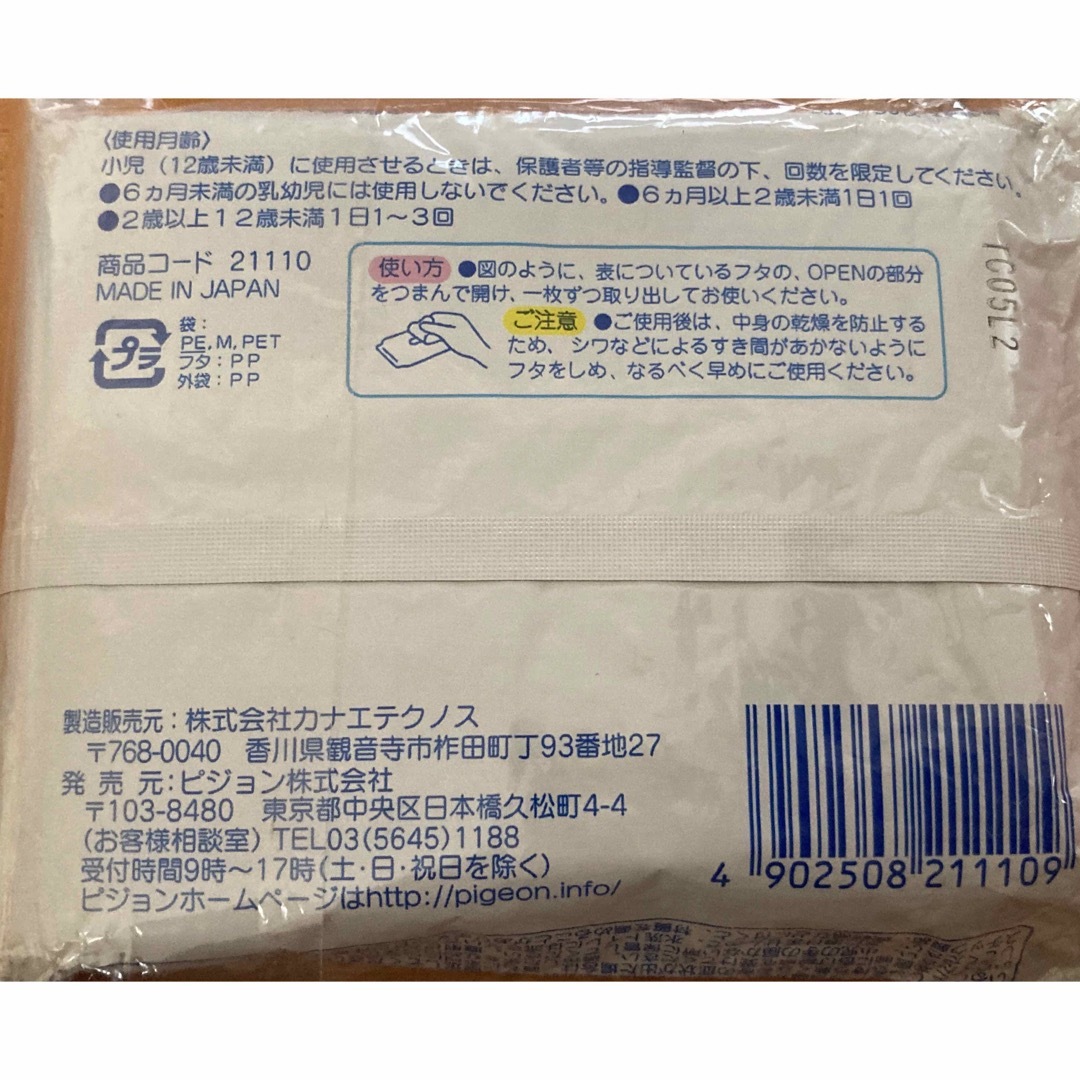 〈使用月齢〉
小児（12歳未満）に使用させるときは、保護者等の指導監督の下、回数を限定してください。
●6ヵ月未満の乳幼児には使用しないでください。●6ヵ月以上2歳未満1日1回
●2歳以上12歳未満1日1〜3回
商品コード 21110
MADE IN JAPAN
プラ
袋：
PE, M, PET
フタ：PP
外袋：PP
使い方 ●図のように、表についているフタの、OPENの部分
をつまんで開け、一枚ずつ取り出してお使いください。
ご注意 ●ご使用後は、中身の乾燥を防止する
ため、シワなどによるすき間があかないように
フタをしめ、なるべく早めにご使用ください。
製造販売元：株式会社カナエテクノス
〒768-0040 香川県観音寺市柞田町丁93番地27
発 売 元：ピジョン株式会社
〒103-8480 東京都中央区日本橋久松町4-4
(お客様相談室) TEL03(5645)1188
受付時間9時〜17時(土・日・祝日を除く)
ピジョンホームページはhttp://pigeon.info/
4 902508 211109